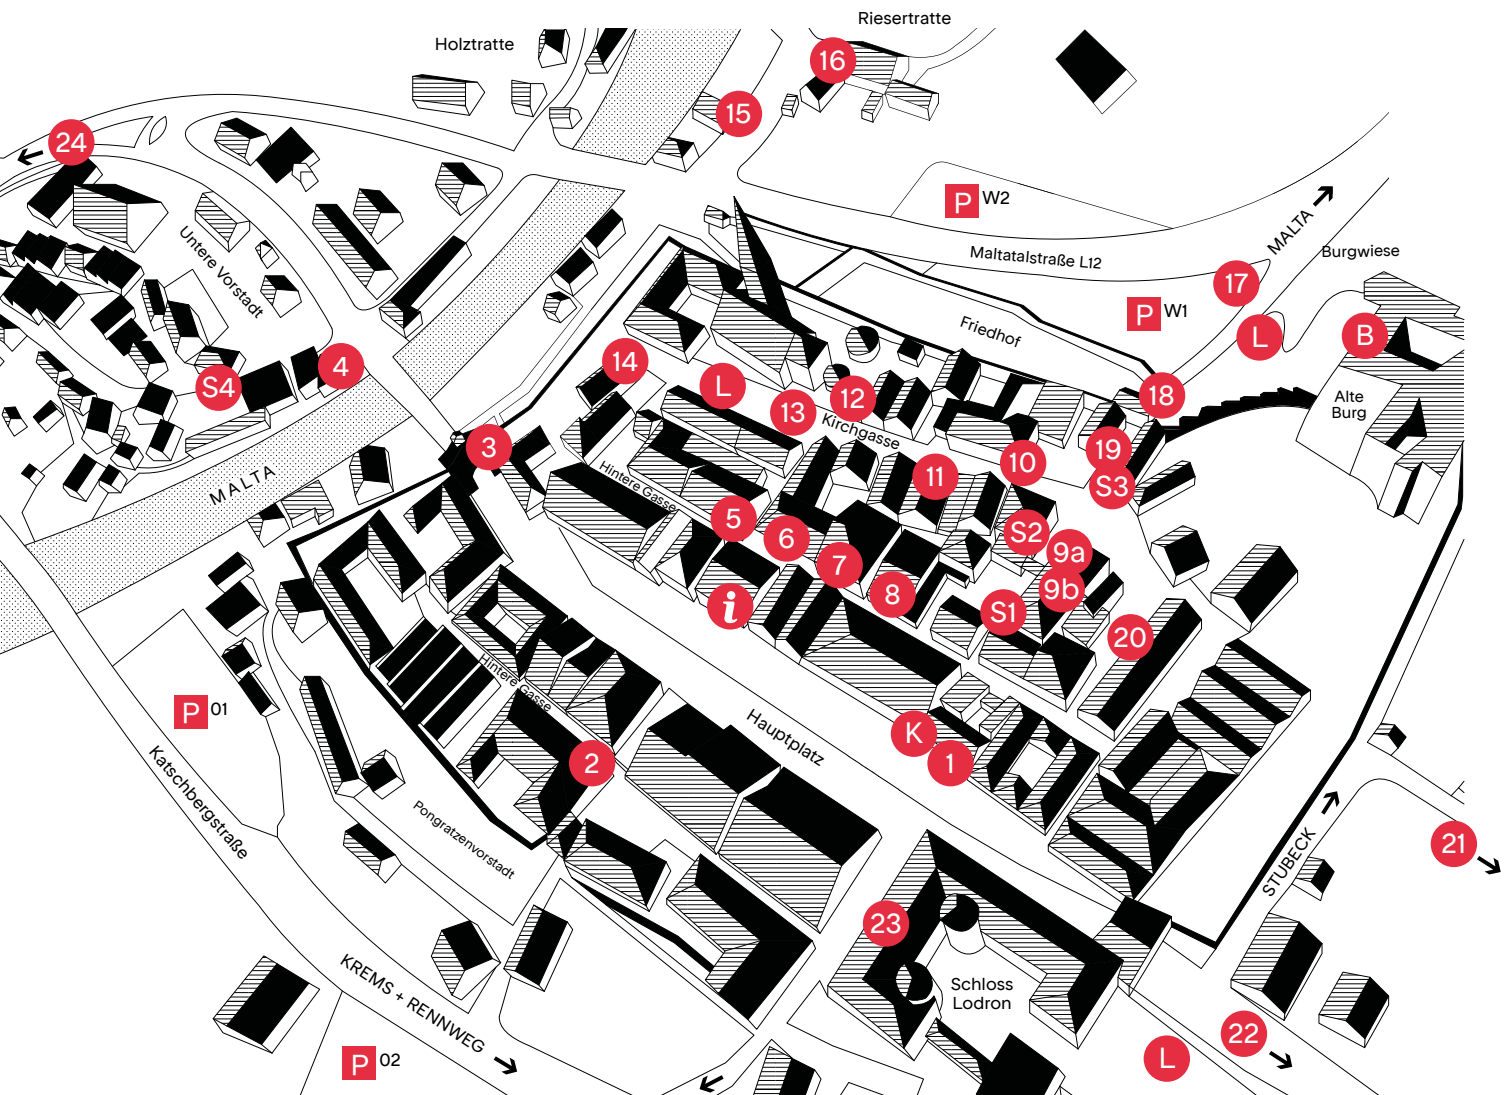 Riesertratte
Holztratte
16
15
24
P W2
Untere Vorstadt
MALTA
Maltatalstraße L12
Burgwiese
17
P W1
Friedhof
L
B
14
4
S4
L
18
12
13
Alte
Burg
Kirchgasse
3
19
10
11
Hintere Gasse
MALTA
S3
5
S2
6
9a
7
9b
8
i
S1
20
Hintere Gasse
P 01
K
Hauptplatz
1
2
Katschbergstraße
Pongratzenvorstadt
21
STUBECK
23
KREMS + RENNWEG
Schloss
Lodron
22
L
P 02